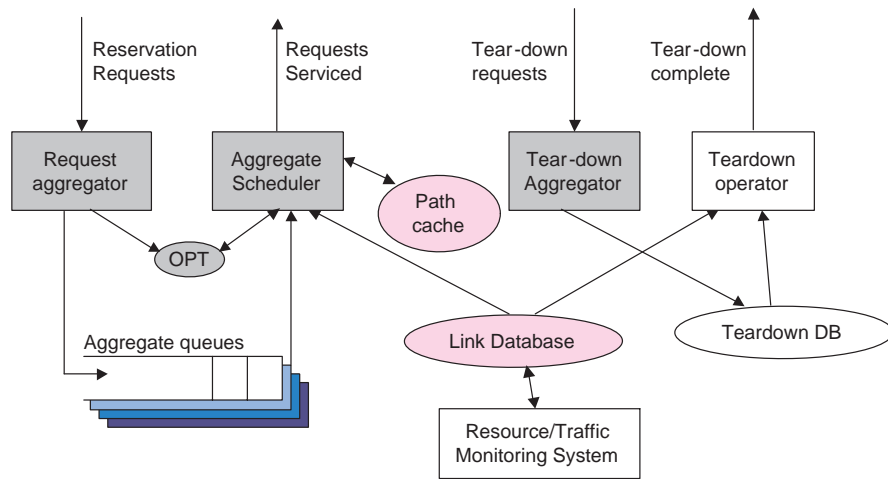 Reservation
Requests
Requests
Serviced
Tear-down
requests
Tear-down
complete
Request
aggregator
Aggregate
Scheduler
Path
cache
Tear-down
Aggregator
Teardown
operator
OPT
Aggregate queues
Link Database
Teardown DB
Resource/Traffic
Monitoring System